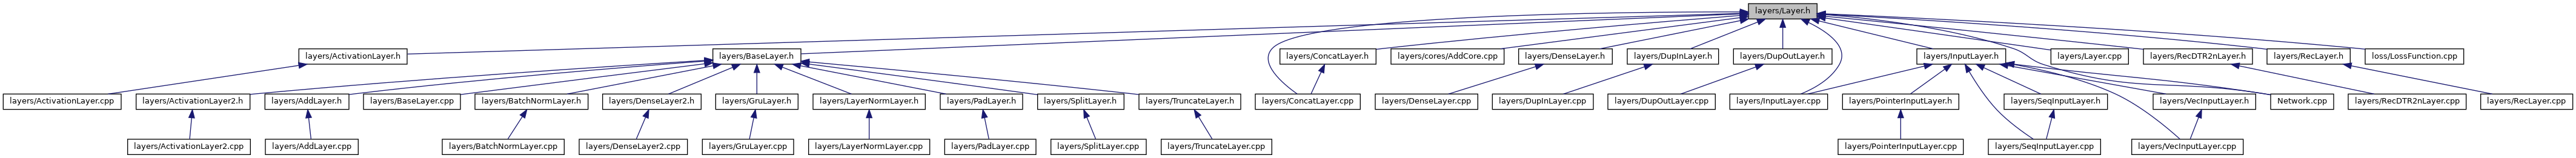 layers/Layer.h
layers/ActivationLayer.h
layers/BaseLayer.h
layers/ConcatLayer.h
layers/cores/AddCore.cpp
layers/DenseLayer.h
layers/DupInLayer.h
layers/DupOutLayer.h
layers/InputLayer.h
layers/Layer.cpp
layers/RecDTR2nLayer.h
layers/RecLayer.h
loss/LossFunction.cpp
layers/ActivationLayer.cpp
layers/ActivationLayer2.h
layers/AddLayer.h
layers/BaseLayer.cpp
layers/BatchNormLayer.h
layers/DenseLayer2.h
layers/GruLayer.h
layers/LayerNormLayer.h
layers/PadLayer.h
layers/SplitLayer.h
layers/TruncateLayer.h
layers/ConcatLayer.cpp
layers/DenseLayer.cpp
layers/DupInLayer.cpp
layers/DupOutLayer.cpp
layers/InputLayer.cpp
layers/PointerInputLayer.h
layers/SeqInputLayer.h
layers/VecInputLayer.h
Network.cpp
layers/RecDTR2nLayer.cpp
layers/RecLayer.cpp
layers/ActivationLayer2.cpp
layers/AddLayer.cpp
layers/BatchNormLayer.cpp
layers/DenseLayer2.cpp
layers/GruLayer.cpp
layers/LayerNormLayer.cpp
layers/PadLayer.cpp
layers/SplitLayer.cpp
layers/TruncateLayer.cpp
layers/PointerInputLayer.cpp
layers/SeqInputLayer.cpp
layers/VecInputLayer.cpp